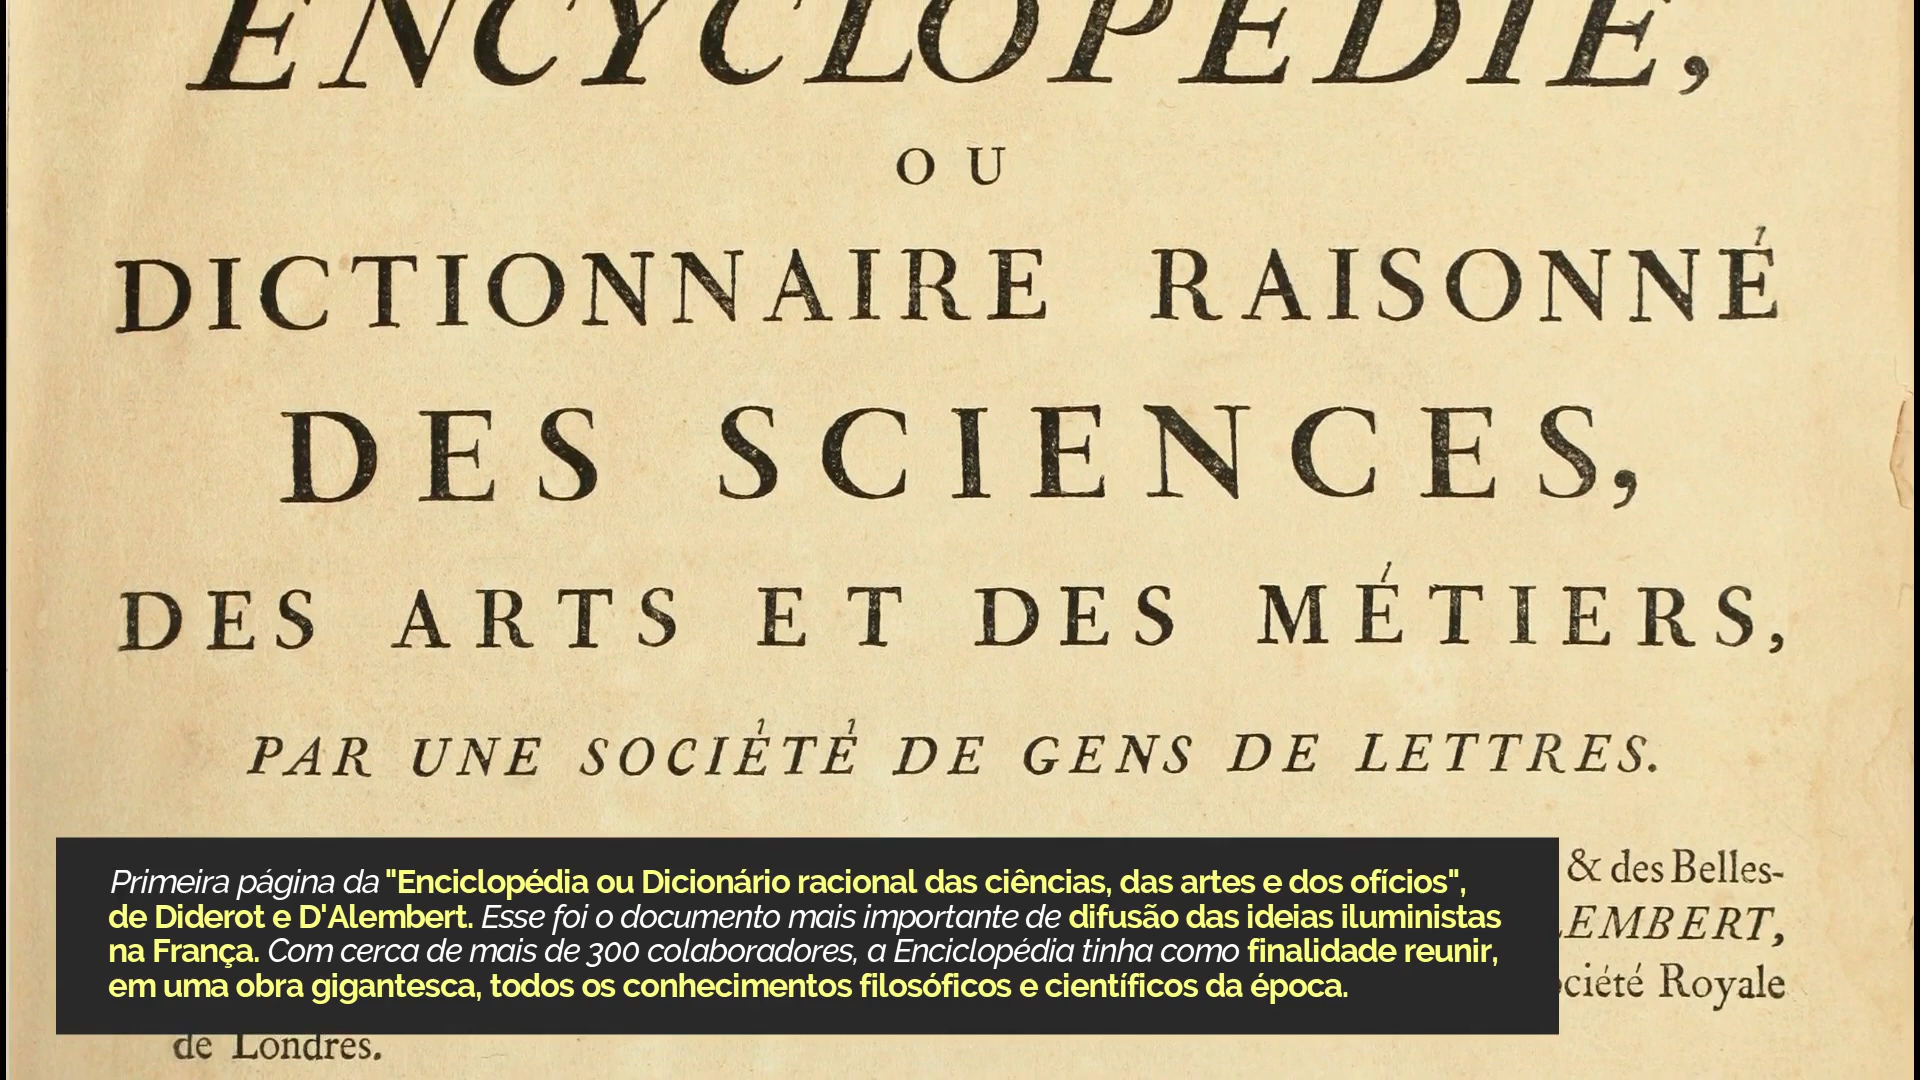 ENCYCLOPÉDIE,
OU
DICTIONNAIRE RAISONNÉ
DES SCIENCES,
DES ARTS ET DES MÉTIERS,
PAR UNE SOCIÉTÉ DE GENS DE LETTRES.
& des Belles-
EMBERT,
ciété Royale
de Londres.
Primeira página da "Enciclopédia ou Dicionário racional das ciências, das artes e dos ofícios",
de Diderot e D'Alembert. Esse foi o documento mais importante de difusão das ideias iluministas
na França. Com cerca de mais de 300 colaboradores, a Enciclopédia tinha como finalidade reunir,
em uma obra gigantesca, todos os conhecimentos filosóficos e científicos da época.